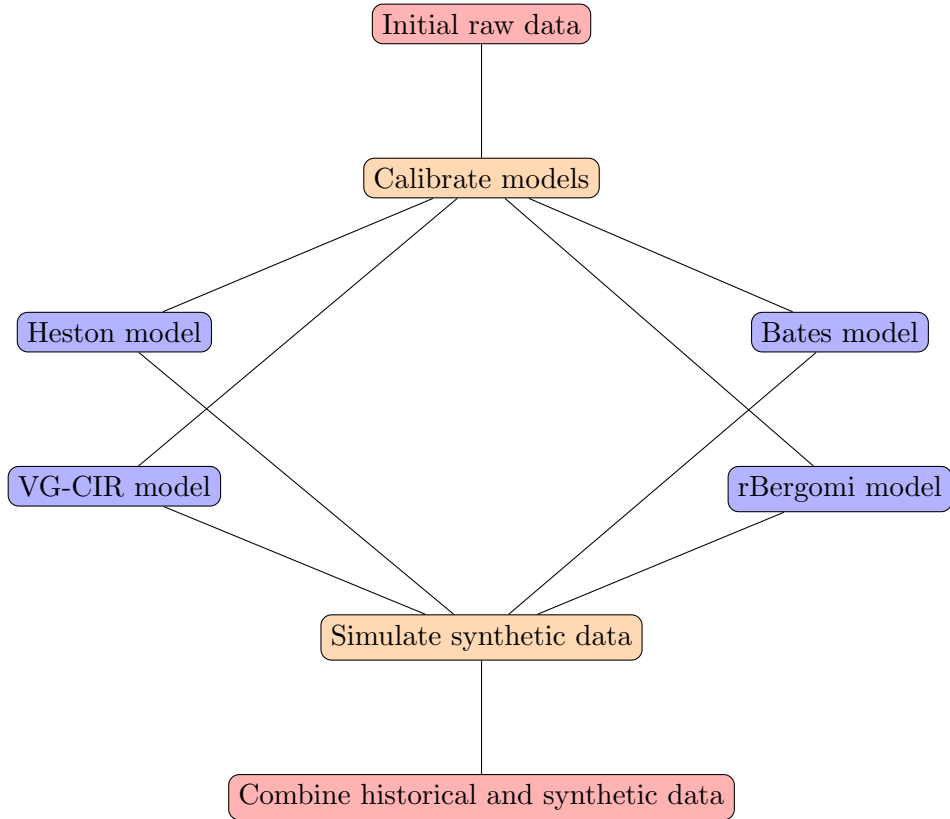 Initial raw data
Calibrate models
Heston model
Bates model
VG-CIR model
rBergomi model
Simulate synthetic data
Combine historical and synthetic data